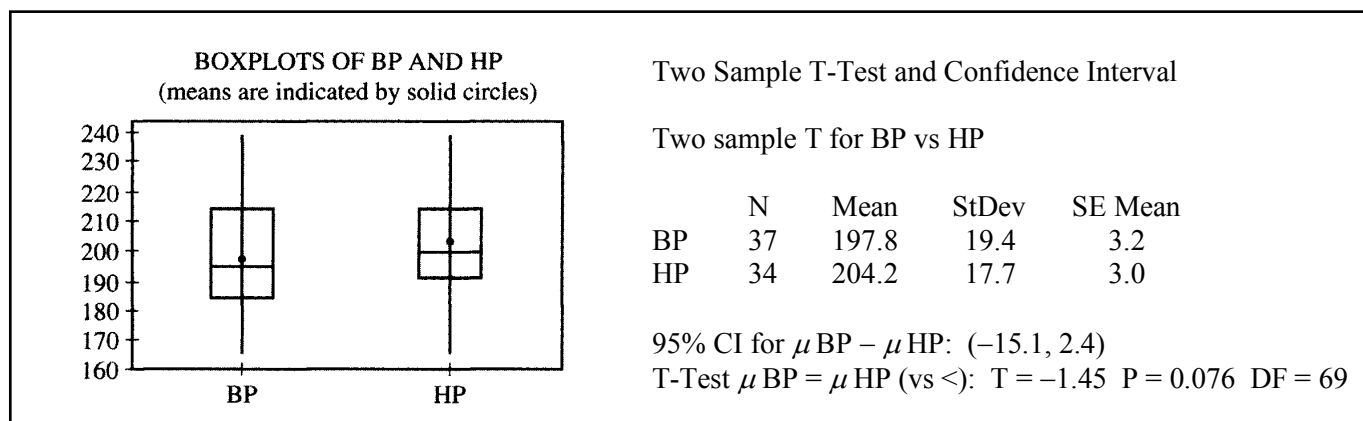 BOXPLOTS OF BP AND HP
(means are indicated by solid circles)
240
230
220
210
200
190
180
170
160
BP HP
Two Sample T-Test and Confidence Interval
Two sample T for BP vs HP
N Mean StDev SE Mean
BP 37 197.8 19.4 3.2
HP 34 204.2 17.7 3.0
95% CI for μ BP – μ HP: (–15.1, 2.4)
T-Test μ BP = μ HP (vs <): T = –1.45 P = 0.076 DF = 69